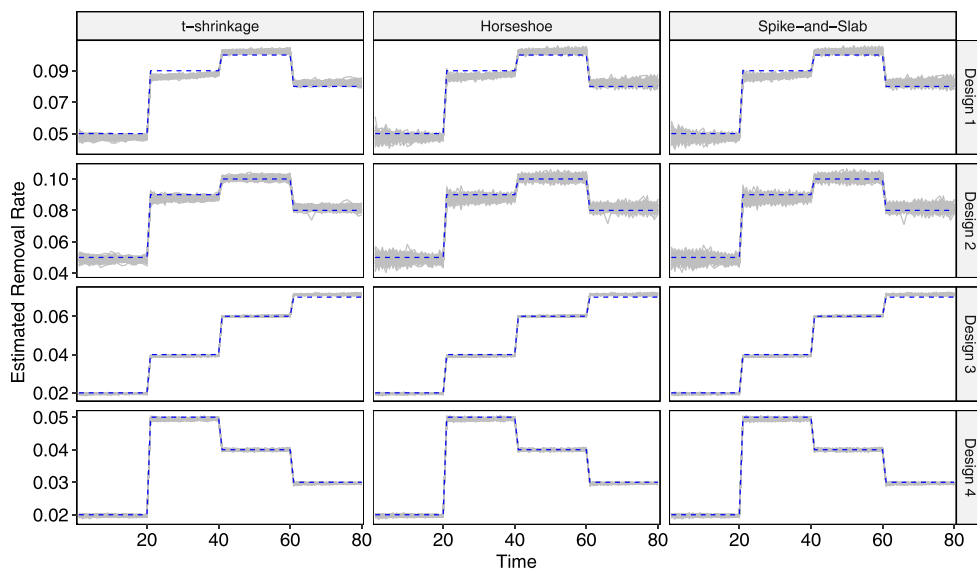 t−shrinkage
Horseshoe
Spike−and−Slab
Estimated Removal Rate
0.09
0.07
0.05
Design 1
0.10
0.08
0.06
0.04
Design 2
0.06
0.04
0.02
Design 3
0.05
0.04
0.03
0.02
Design 4
20 40 60 80 20 40 60 80 20 40 60 80
Time